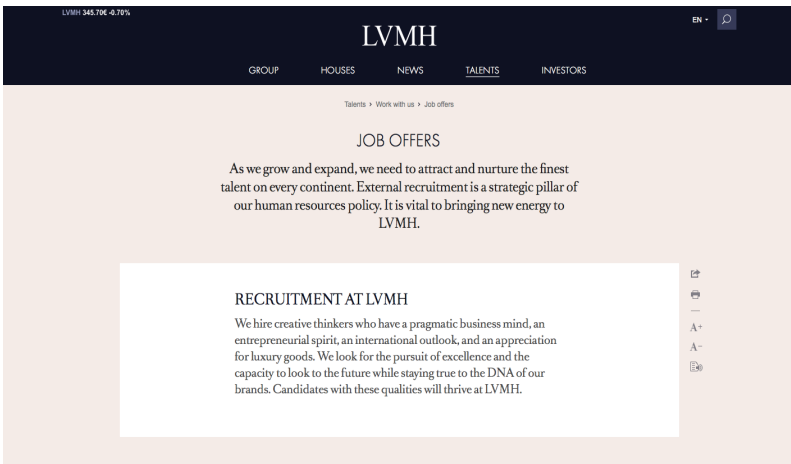 LVMH 345.70€ -0.70%
EN
LVMH
GROUP HOUSES NEWS TALENTS INVESTORS
Talents > Work with us > Job offers
JOB OFFERS
As we grow and expand, we need to attract and nurture the finest
talent on every continent. External recruitment is a strategic pillar of
our human resources policy. It is vital to bringing new energy to
LVMH.
RECRUITMENT AT LVMH
We hire creative thinkers who have a pragmatic business mind, an
entrepreneurial spirit, an international outlook, and an appreciation
for luxury goods. We look for the pursuit of excellence and the
capacity to look to the future while staying true to the DNA of our
brands. Candidates with these qualities will thrive at LVMH.
A+
A-